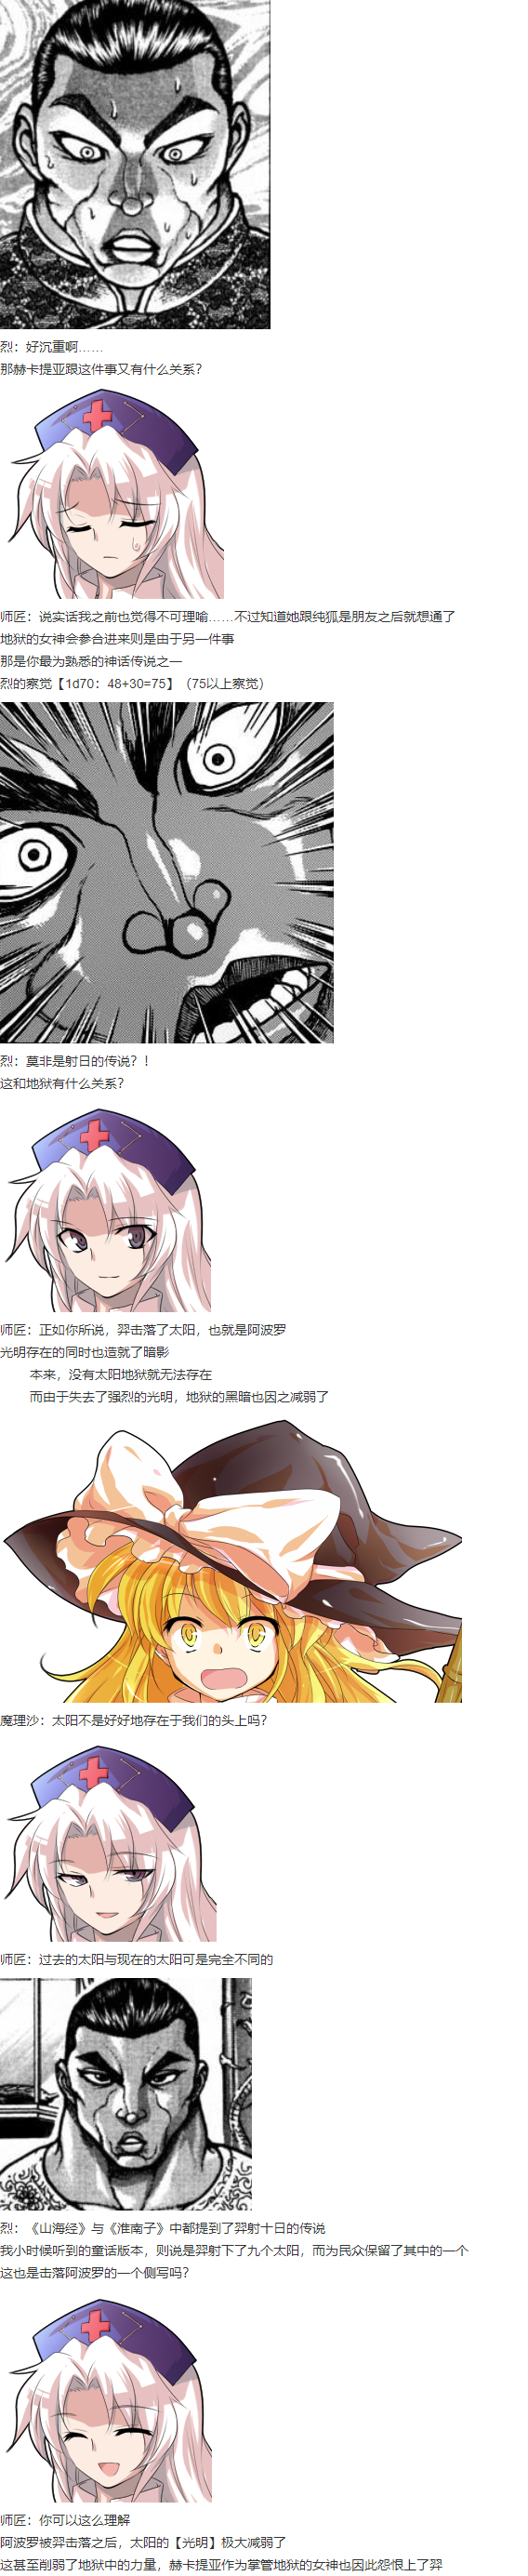 烈：好沉重啊……
那赫卡提亚跟这件事又有什么关系？
师匠：说实话我之前也觉得不可理喻……不过知道她跟纯狐是朋友之后就想通了
地狱的女神会参合进来则是由于另一件事
那是你最为熟悉的神话传说之一
烈的察觉【1d70：48+30=75】（75以上察觉）
烈：莫非是射日的传说？！
这和地狱有什么关系？
师匠：正如你所说，羿击落了太阳，也就是阿波罗
光明存在的同时也造就了暗影
本来，没有太阳地狱就无法存在
而由于失去了强烈的光明，地狱的黑暗也因之减弱了
魔理沙：太阳不是好好地存在于我们的头上吗？
师匠：过去的太阳与现在的太阳可是完全不同的
烈：《山海经》与《淮南子》中都提到了羿射十日的传说
我小时候听到的童话版本，则说是羿射下了九个太阳，而为民众保留了其中的一个
这也是击落阿波罗的一个侧写吗？
师匠：你可以这么理解
阿波罗被羿击落之后，太阳的【光明】极大减弱了
这甚至削弱了地狱中的力量，赫卡提亚作为掌管地狱的女神也因此怨恨上了羿